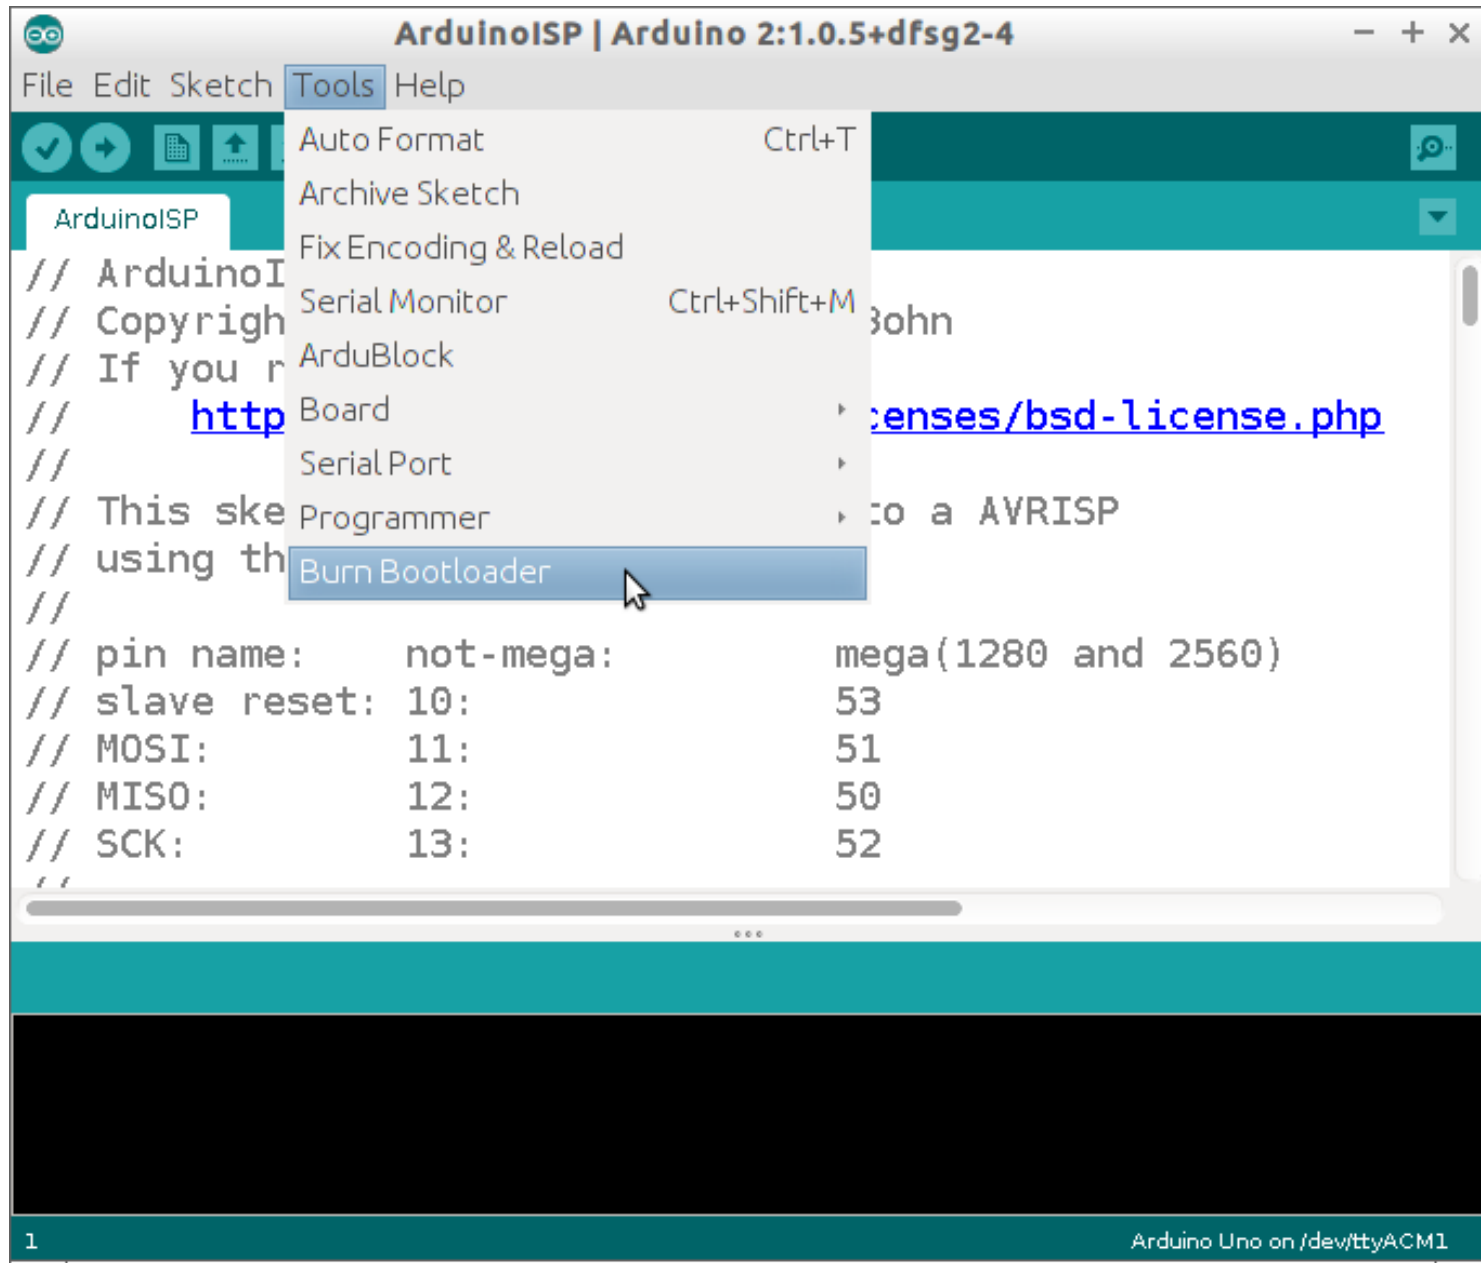 ArduinoISP | Arduino 2:1.0.5+dfsg2-4
File Edit Sketch Tools Help
Auto Format Ctrl+T
Archive Sketch
Fix Encoding & Reload
Serial Monitor Ctrl+Shift+M
ArduBlock
Board
Serial Port
Programmer
Burn Bootloader
ArduinoISP
// ArduinoI
// Copyrigh Bohn
// If you r
// http censes/bsd-license.php
//
// This ske to a AVRISP
// using th
//
// pin name: not-mega: mega(1280 and 2560)
// slave reset: 10: 53
// MOSI: 11: 51
// MISO: 12: 50
// SCK: 13: 52
//
1 Arduino Uno on /dev/ttyACM1